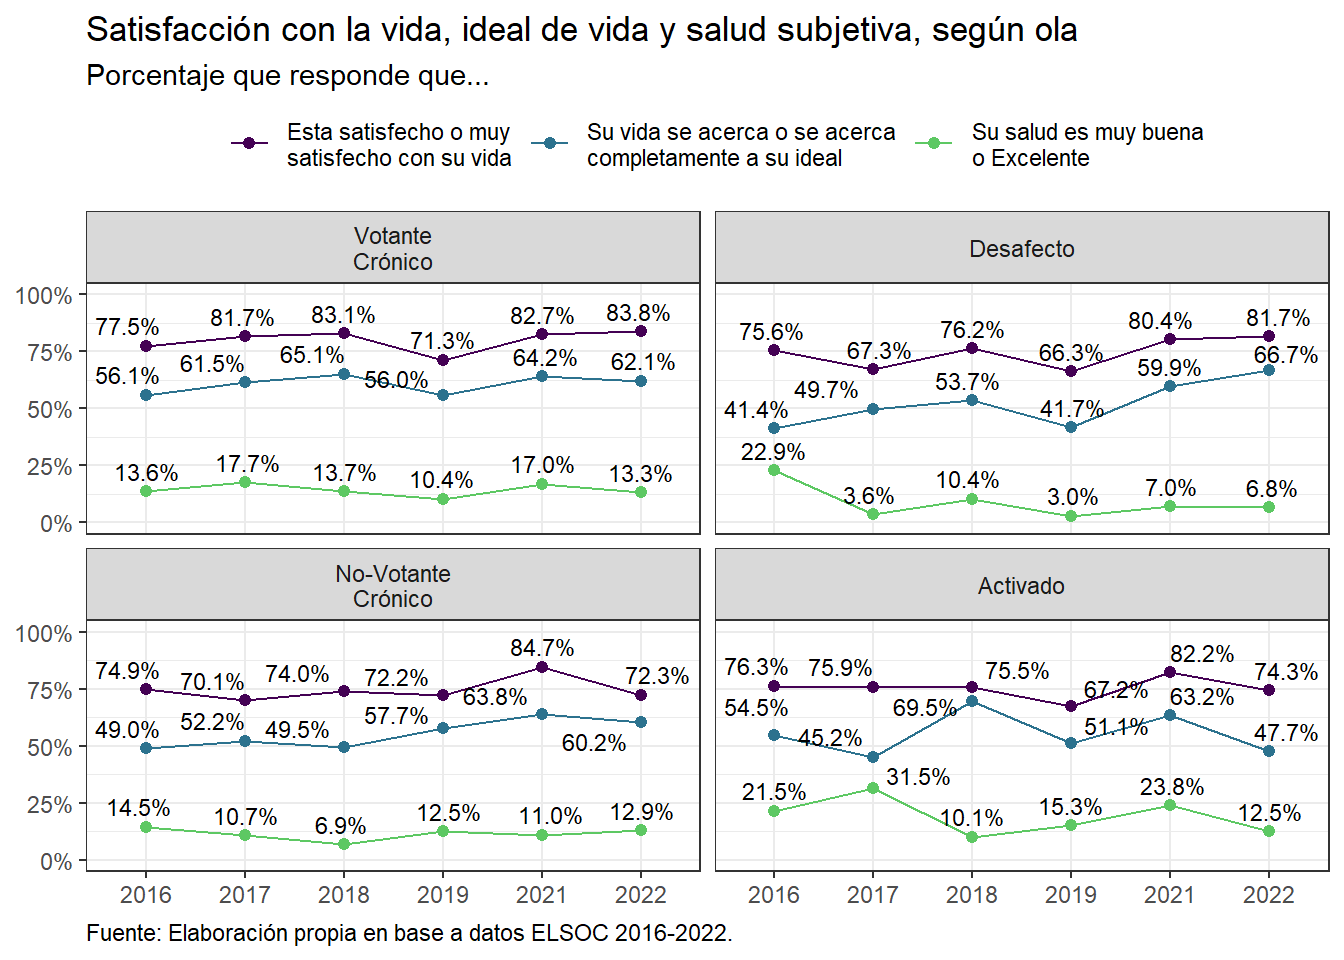 Satisfacción con la vida, ideal de vida y salud subjetiva, según ola
Porcentaje que responde que...
Esta satisfecho o muy
satisfecho con su vida
Su vida se acerca o se acerca
completamente a su ideal
Su salud es muy buena
o Excelente
Votante
Crónico
100%
75%
50%
25%
0%
77.5% 81.7% 83.1% 71.3% 82.7% 83.8%
56.1% 61.5% 65.1% 56.0% 64.2% 62.1%
13.6% 17.7% 13.7% 10.4% 17.0% 13.3%
Desafecto
75.6% 67.3% 76.2% 66.3% 80.4% 81.7%
41.4% 49.7% 53.7% 41.7% 59.9% 66.7%
22.9% 3.6% 10.4% 3.0% 7.0% 6.8%
No-Votante
Crónico
100%
75%
50%
25%
0%
74.9% 70.1% 74.0% 72.2% 84.7% 72.3%
49.0% 52.2% 49.5% 57.7% 63.8% 60.2%
14.5% 10.7% 6.9% 12.5% 11.0% 12.9%
2016 2017 2018 2019 2021 2022
Activado
76.3% 75.9% 75.5% 67.2% 82.2% 74.3%
54.5% 45.2% 69.5% 51.1% 63.2% 47.7%
21.5% 31.5% 10.1% 15.3% 23.8% 12.5%
2016 2017 2018 2019 2021 2022
Fuente: Elaboración propia en base a datos ELSOC 2016-2022.